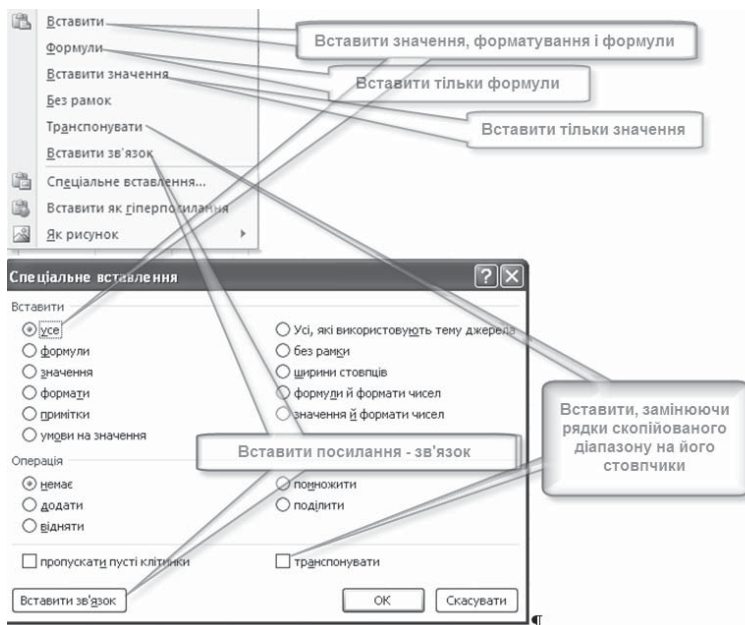 Вставити
Формули
Вставити значення
Без рамок
Транспонувати
Вставити зв'язок
Спеціальне вставлення...
Вставити як гіперпосилання
Як рисунок
Вставити значення, форматування і формули
Вставити тільки формули
Вставити тільки значення
Спеціальне вставлення
Вставити
усе
формули
значення
формати
примітки
умови на значення
Усі, які використовують тему джерела
без рамки
ширини стовпців
формули й формати чисел
значення й формати чисел
Вставити посилання - зв'язок
Вставити, замінюючи
рядки скопійованого
діапазону на його
стовпчики
Операція
немає
додати
відняти
помножити
поділити
пропускати пусті клітинки
транспонувати
Вставити зв'язок
ОК
Скасувати
¶